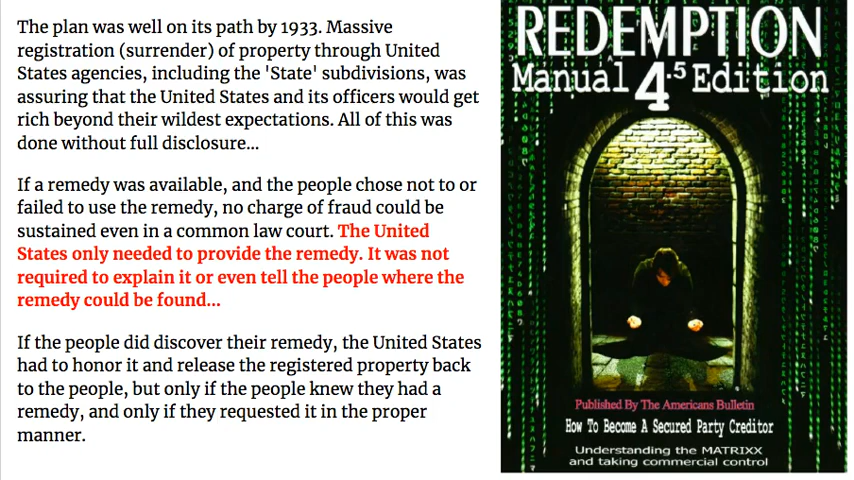 The plan was well on its path by 1933. Massive
registration (surrender) of property through United
States agencies, including the 'State' subdivisions, was
assuring that the United States and its officers would get
rich beyond their wildest expectations. All of this was
done without full disclosure...
If a remedy was available, and the people chose not to or
failed to use the remedy, no charge of fraud could be
sustained even in a common law court. The United
States only needed to provide the remedy. It was not
required to explain it or even tell the people where the
remedy could be found...
If the people did discover their remedy, the United States
had to honor it and release the registered property back
to the people, but only if the people knew they had a
remedy, and only if they requested it in the proper
manner.
REDEMPTION
Manual 4.5 Edition
Published By The Americans Bulletin
How To Become A Secured Party Creditor
Understanding the MATRIXX
and taking commercial control